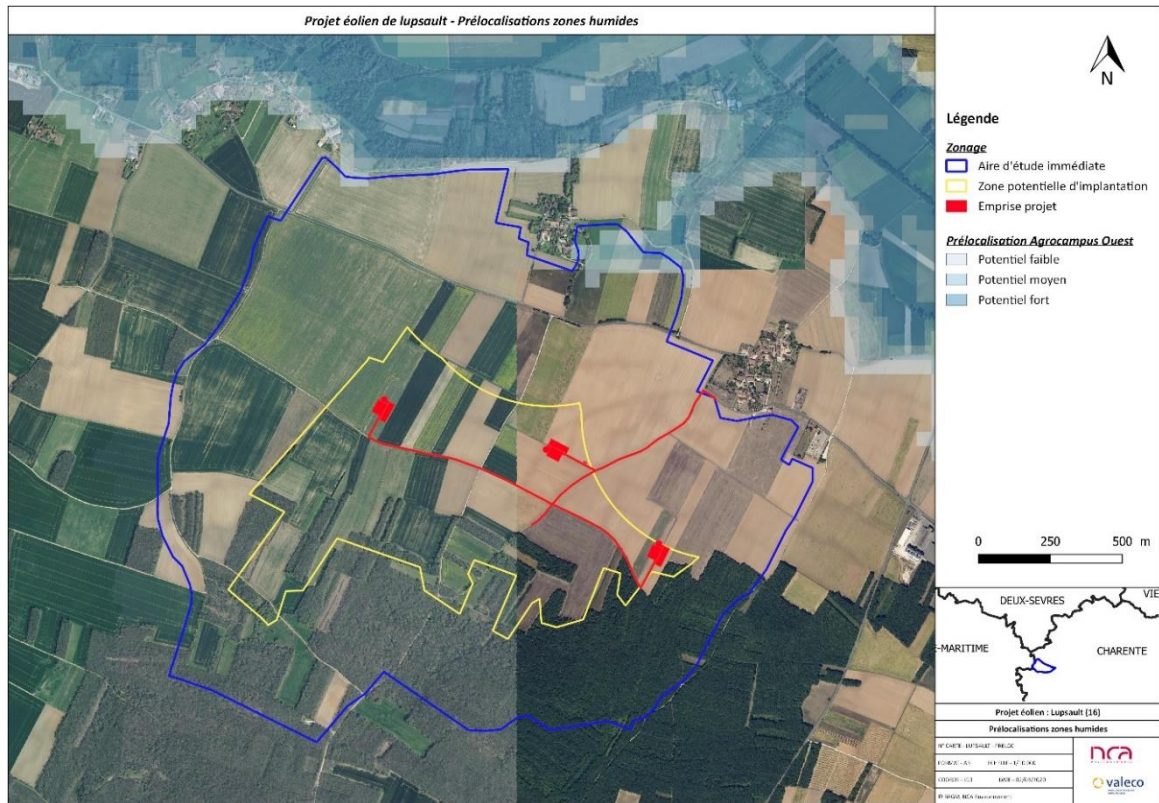 Projet éolien de lupsault - Prélocalisations zones humides
N
Légende
Zonage
Aire d'étude immédiate
Zone potentielle d'implantation
Emprise projet
Prélocalisation Agrocampus Ouest
Potentiel faible
Potentiel moyen
Potentiel fort
0 250 500 m
DEUX-SEVRES
VIE
E-MARITIME
CHARENTE
Projet éolien : Lupsault (16)
Prélocalisations zones humides
nca
valeco